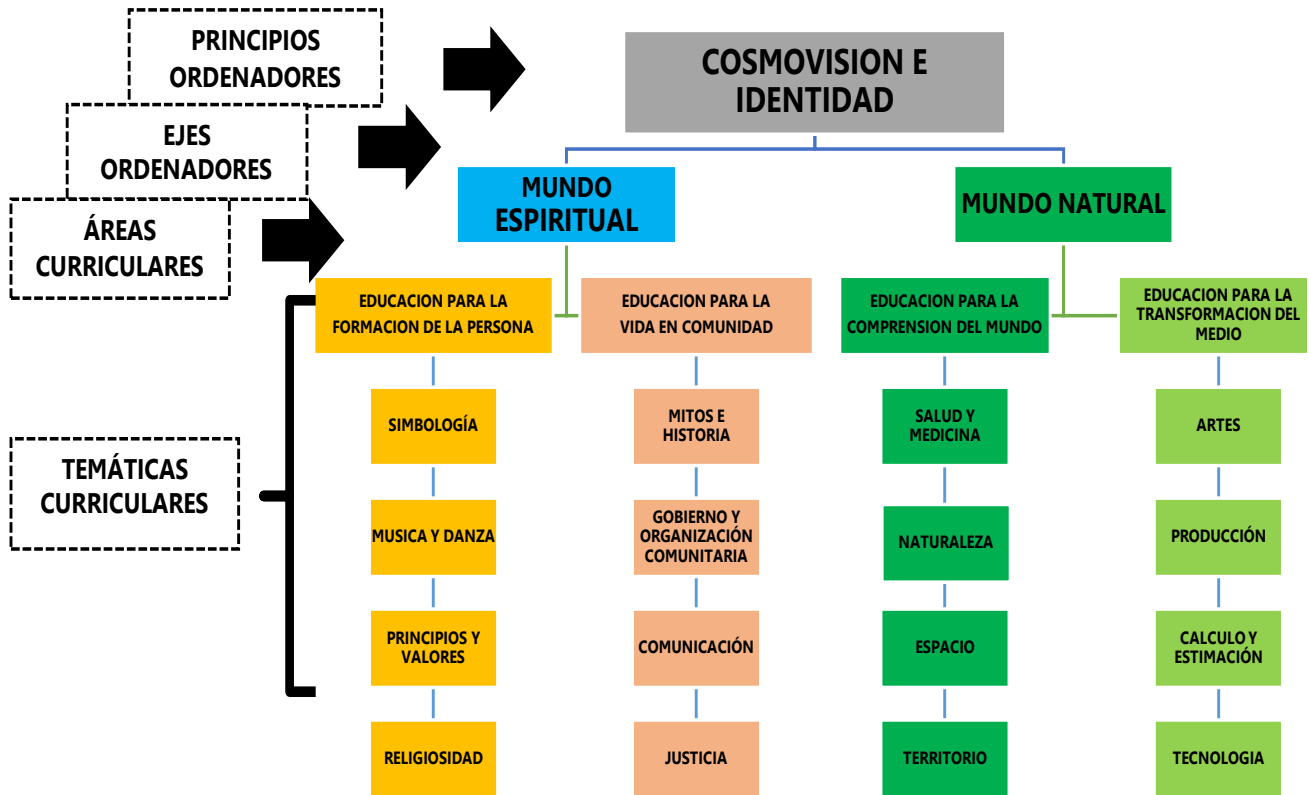 PRINCIPIOS
ORDENADORES
COSMOVISION E
IDENTIDAD
EJES
ORDENADORES
MUNDO
ESPIRITUAL
MUNDO NATURAL
ÁREAS
CURRICULARES
EDUCACION PARA LA
FORMACION DE LA PERSONA
EDUCACION PARA LA
VIDA EN COMUNIDAD
EDUCACION PARA LA
COMPRENSION DEL MUNDO
EDUCACION PARA LA
TRANSFORMACION DEL
MEDIO
TEMÁTICAS
CURRICULARES
SIMBOLOGÍA
MITOS E
HISTORIA
SALUD Y
MEDICINA
ARTES
MUSICA Y DANZA
GOBIERNO Y
ORGANIZACIÓN
COMUNITARIA
NATURALEZA
PRODUCCIÓN
PRINCIPIOS Y
VALORES
COMUNICACIÓN
ESPACIO
CALCULO Y
ESTIMACIÓN
RELIGIOSIDAD
JUSTICIA
TERRITORIO
TECNOLOGIA